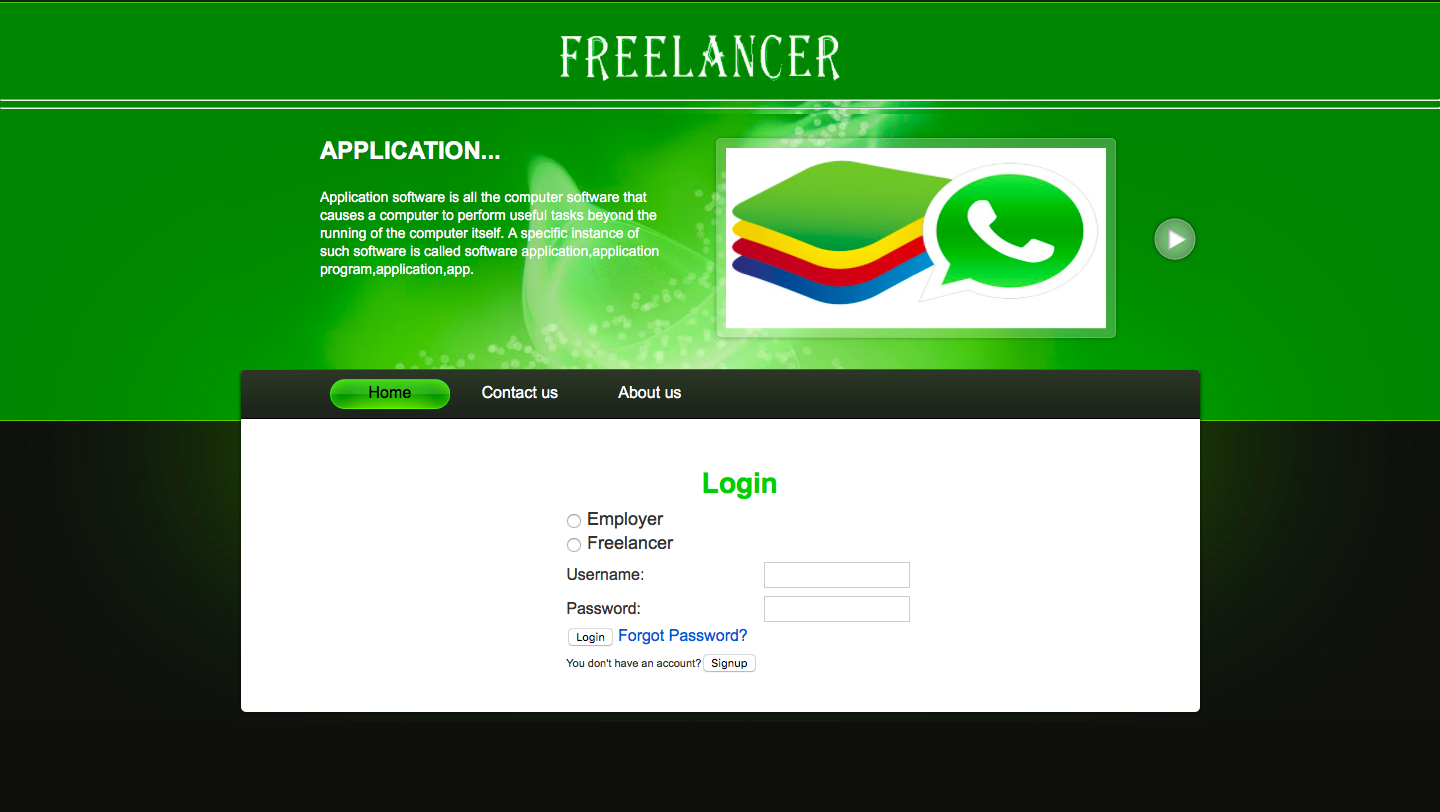 FREELANCER
APPLICATION...
Application software is all the computer software that
causes a computer to perform useful tasks beyond the
running of the computer itself. A specific instance of
such software is called software application,application
program,application,app.
Home Contact us About us
Login
Employer
Freelancer
Username:
Password:
Login Forgot Password?
You don't have an account? Signup